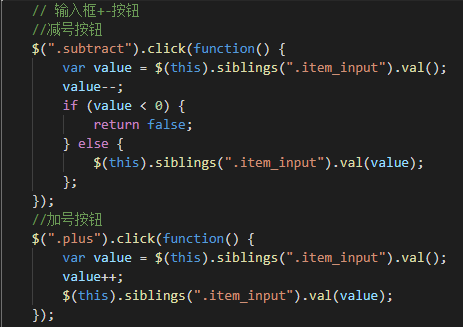 // 输入框+-按钮
//减号按钮
$(".subtract").click(function() {
    var value = $(this).siblings(".item_input").val();
    value--;
    if (value < 0) {
        return false;
    } else {
        $(this).siblings(".item_input").val(value);
    };
});
//加号按钮
$(".plus").click(function() {
    var value = $(this).siblings(".item_input").val();
    value++;
    $(this).siblings(".item_input").val(value);
});